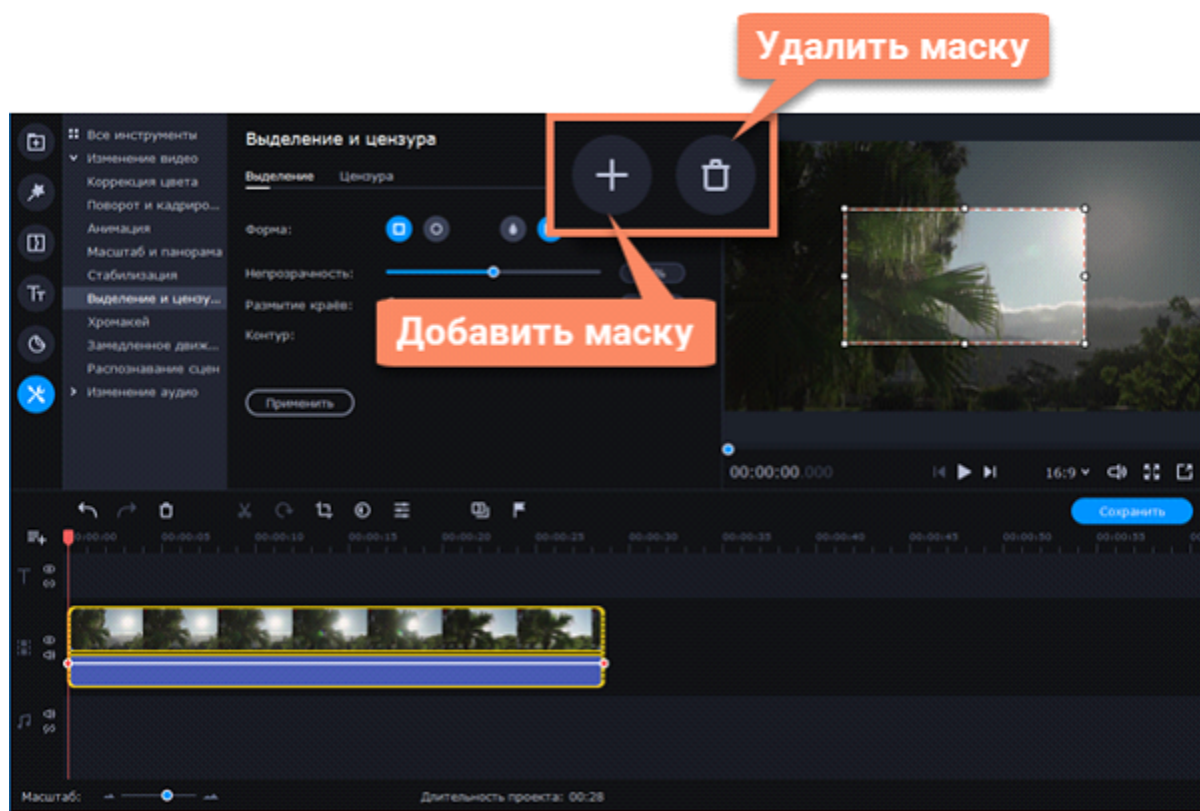 Удалить маску
Все инструменты
Изменение видео
Коррекция цвета
Поворот и кадриро...
Анимация
Масштаб и панорама
Стабилизация
Выделение и цензу...
Хромакей
Замедленное движ...
Распознавание сцен
Изменение аудио
Выделение и цензура
Выделение Цензура
Форма:
Непрозрачность:
Размытие краёв:
Контур:
Добавить маску
Применить
00:00:00.000
16:9
Сохранить
00:00:00 00:00:05 00:00:10 00:00:15 00:00:20 00:00:25 00:00:30 00:00:35 00:00:40 00:00:45 00:00:50 00:00:55
Масштаб:
Длительность проекта: 00:28